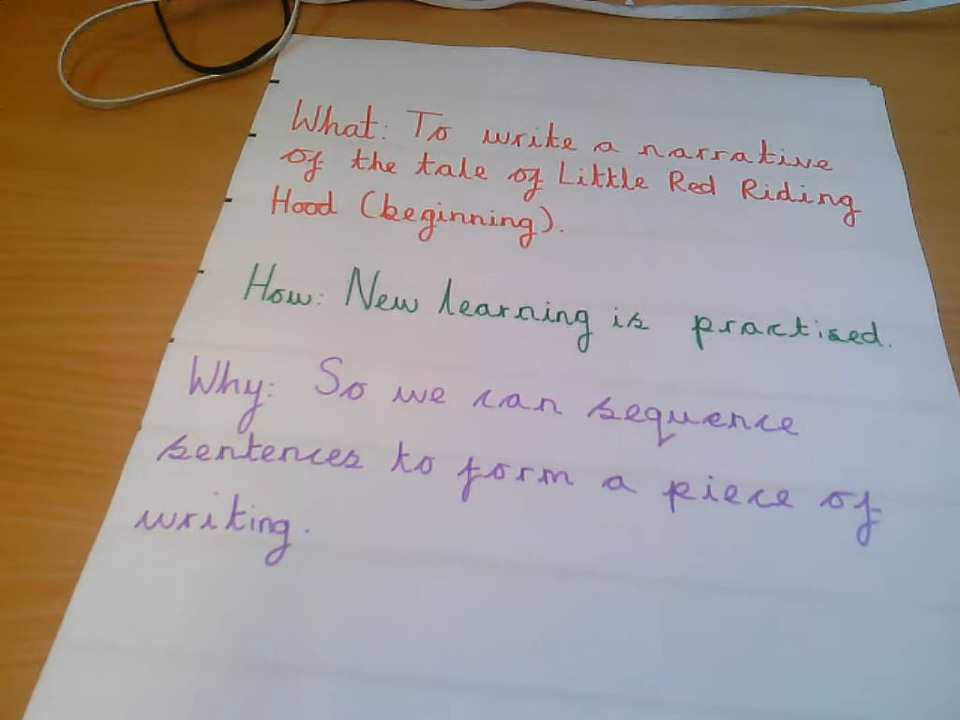 What: To write a narrative
of the tale of Little Red Riding
Hood (beginning).
How: New learning is practised.
Why: So we can sequence
sentences to form a piece of
writing.